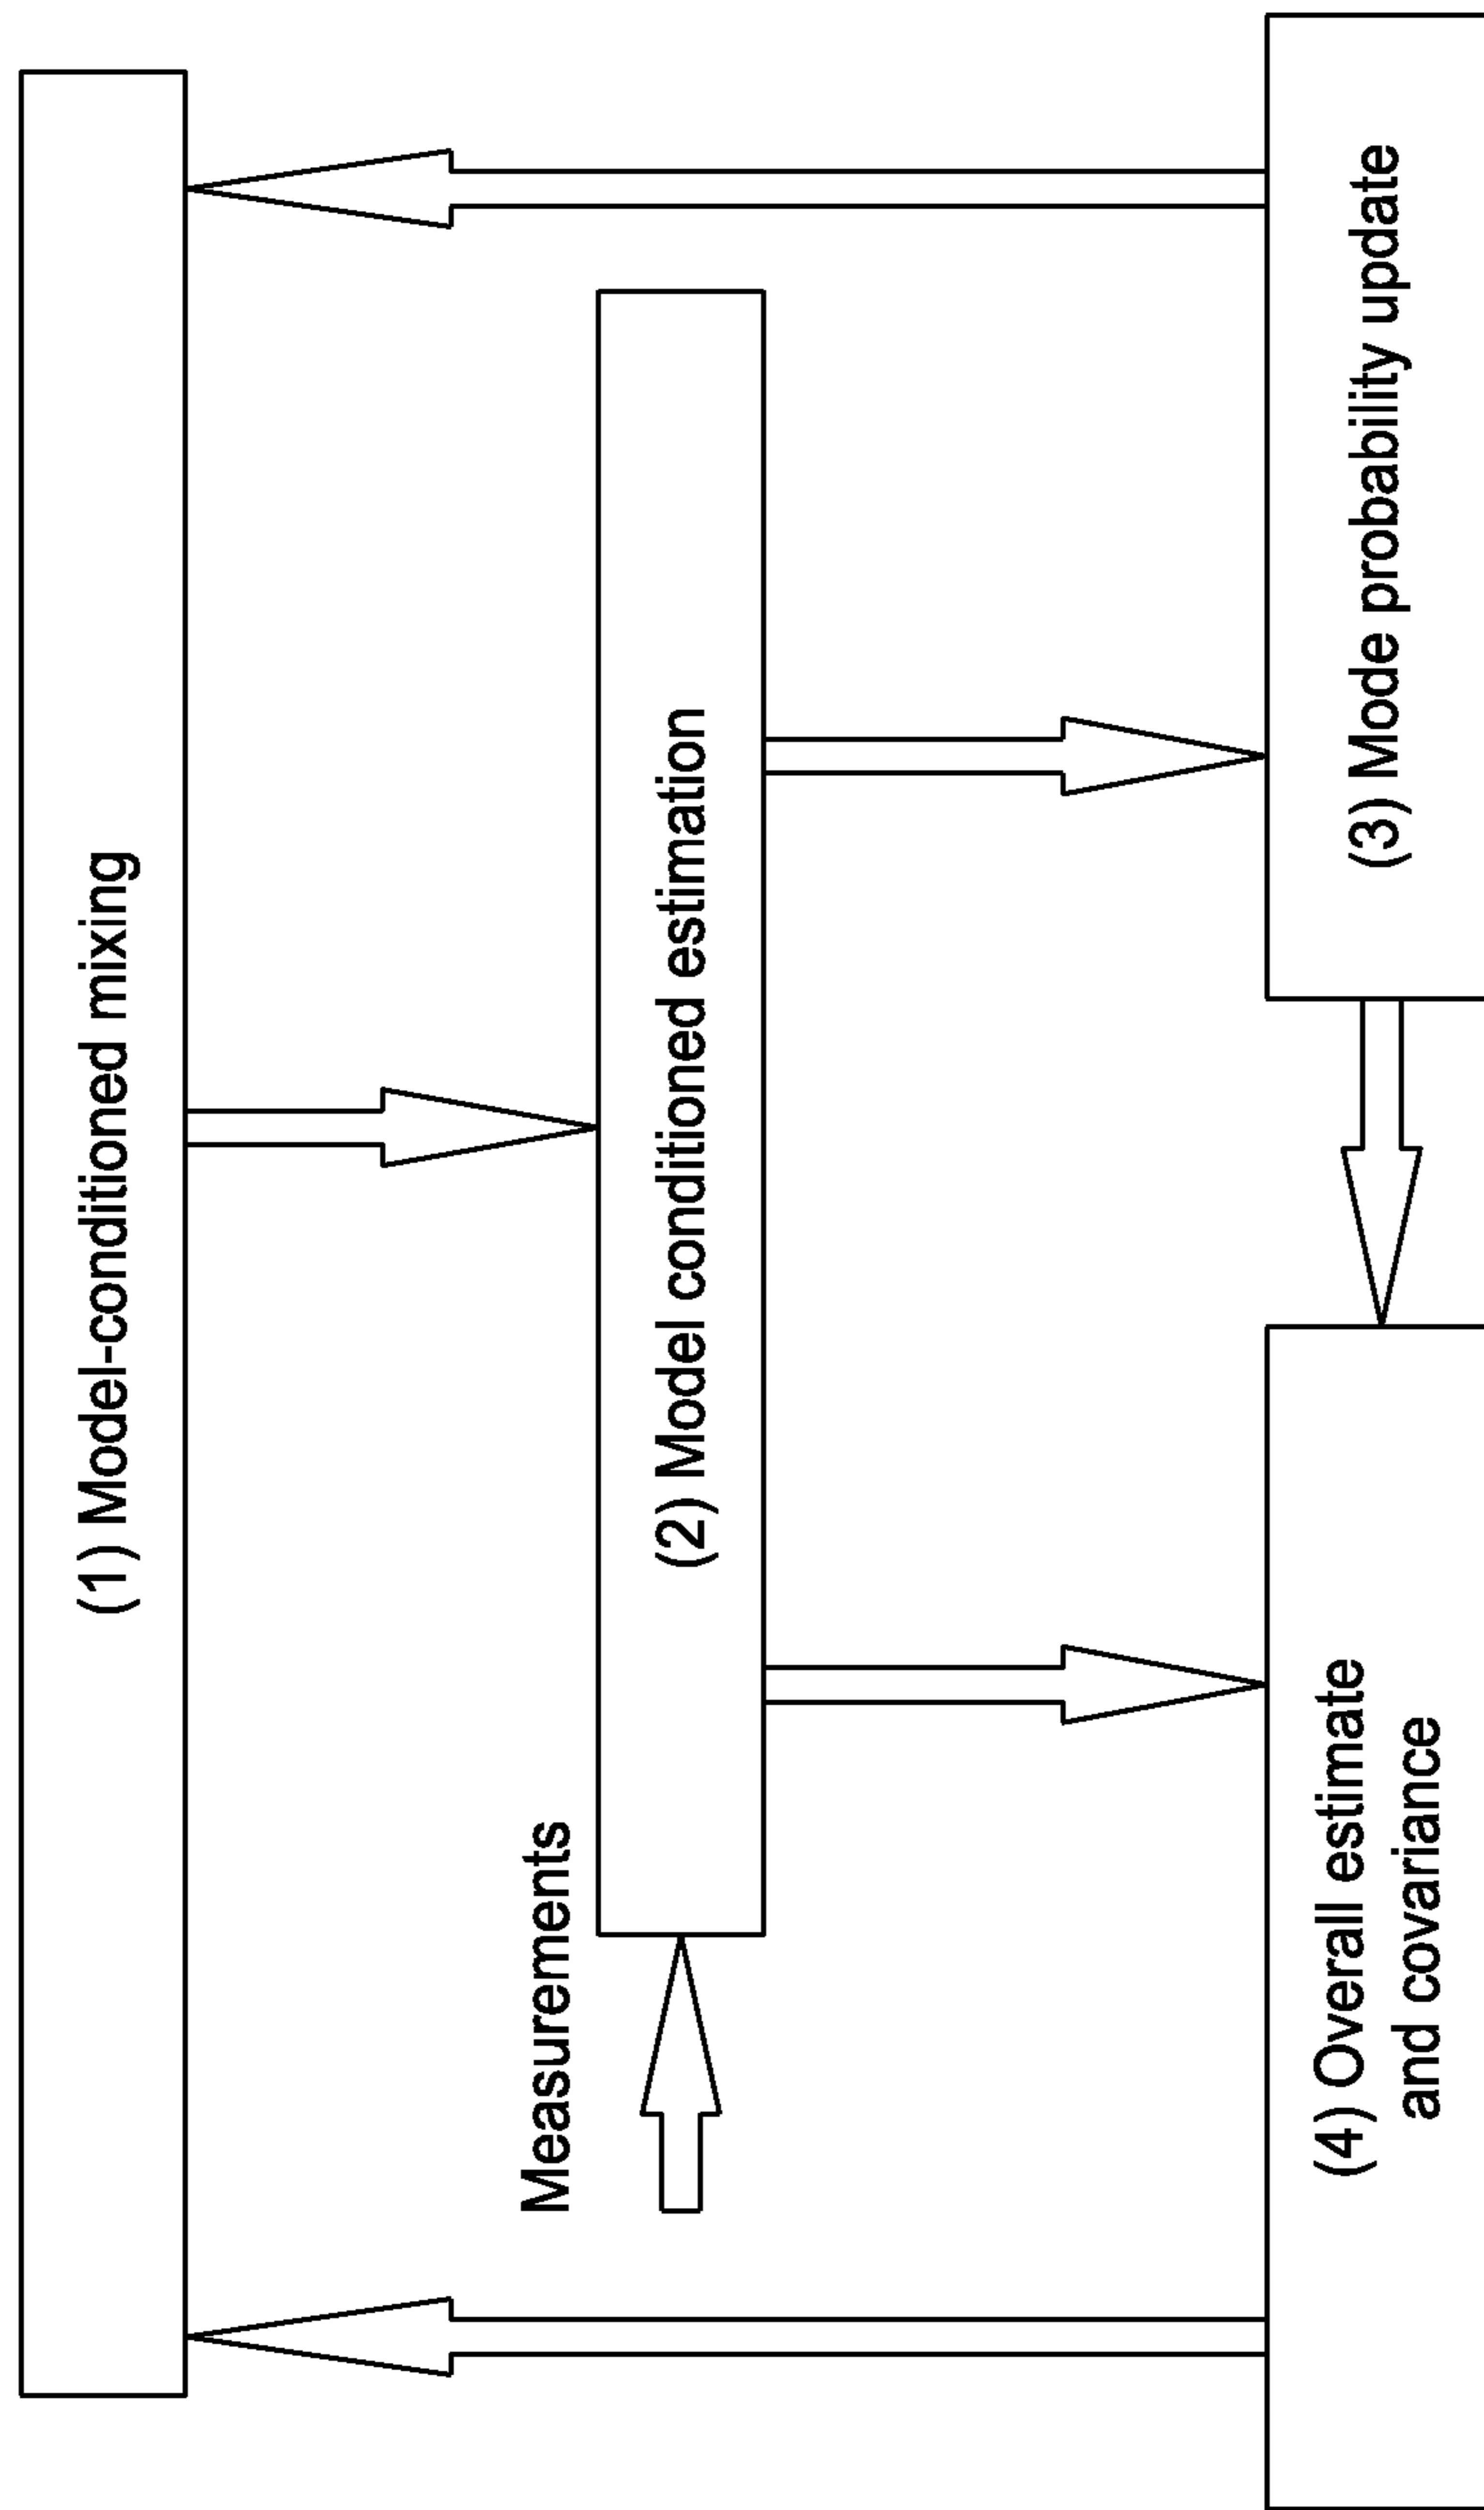 (1) Model-conditioned mixing
Measurements
(2) Model conditioned estimation
(4) Overall estimate
and covariance
(3) Mode probability update